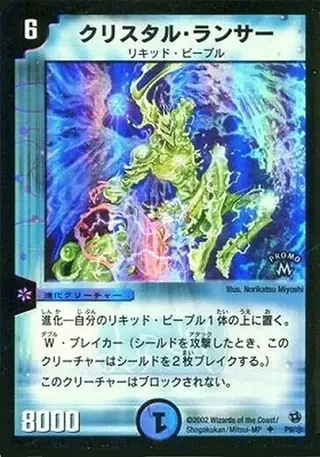 6
クリスタル・ランサー
リキッド・ピープル
PROMO
M
Illus. Norikatsu Miyoshi
進化クリーチャー
進化―自分のリキッド・ピープル1体の上に置く。
W・ブレイカー（シールドを攻撃したとき、この
クリーチャーはシールドを2枚ブレイクする。）
このクリーチャーはブロックされない。
8000
1
©2002 Wizards of the Coast/
Shogakukan/Mitsui-MP